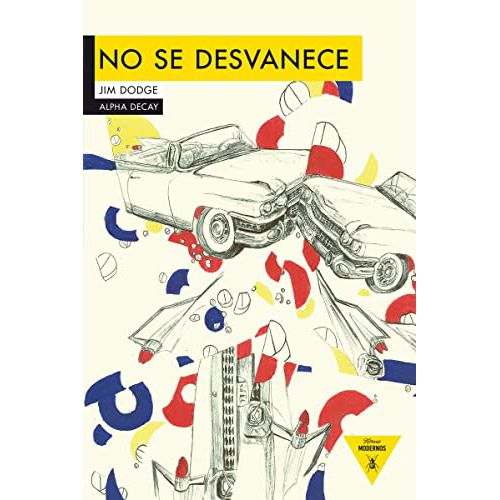 NO SE DESVANECE
JIM DODGE
ALPHA DECAY
Héroes
MODERNOS